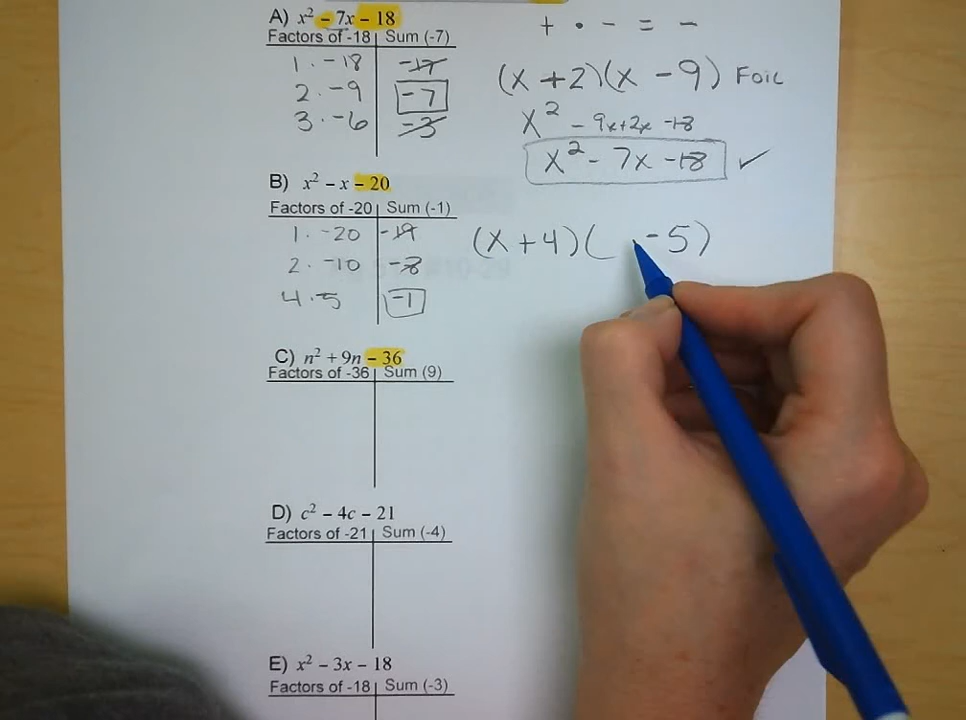 A) x² – 7x – 18
Factors of -18 | Sum (-7)
1 · -18 | -17
2 · -9 | -7
3 · -6 | -3
+ · - = -
(x + 2)(x - 9) FOIL
x² - 9x + 2x - 18
x² - 7x - 18 ✓
B) x² – x – 20
Factors of -20 | Sum (-1)
1 · -20 | -19
2 · -10 | -8
4 · -5 | -1
(x + 4)( - 5)
C) n² + 9n – 36
Factors of -36 | Sum (9)
D) c² – 4c – 21
Factors of -21 | Sum (-4)
E) x² – 3x – 18
Factors of -18 | Sum (-3)